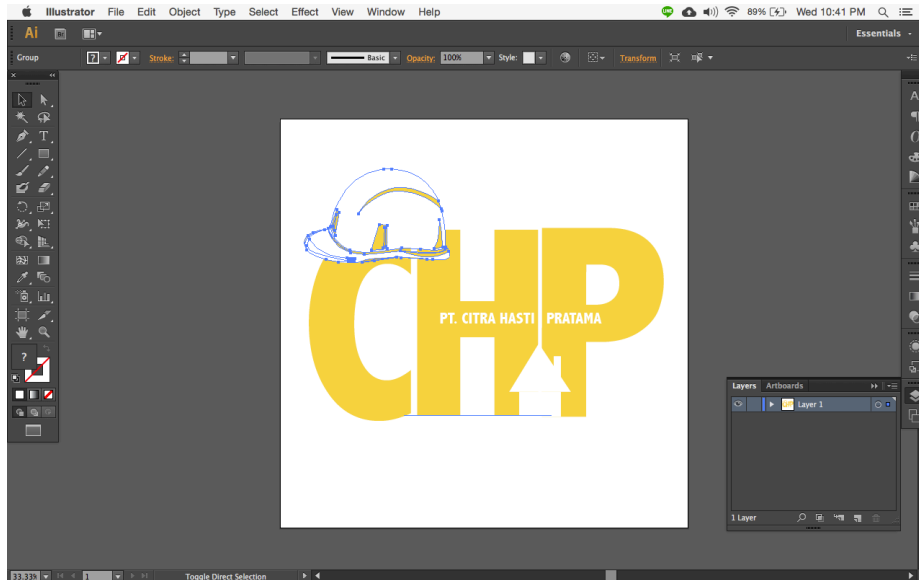 Illustrator File Edit Object Type Select Effect View Window Help 89% Wed 10:41 PM
Ai Br Essentials
Group ? Stroke: Basic Opacity: 100% Style: Transform
CHP
PT. CITRA HASTI PRATAMA
?
Layers Artboards
Layer 1
1 Layer
33.33% 1 Toggle Direct Selection